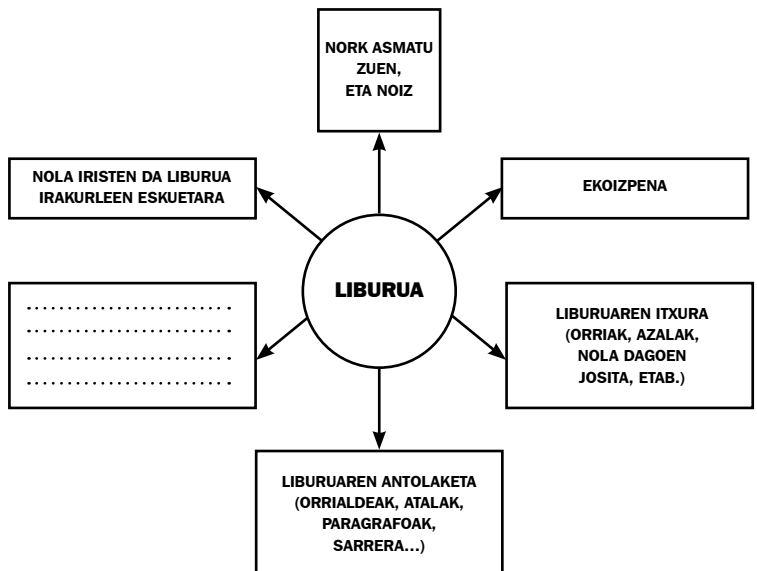 NORK ASMATU
ZUEN,
ETA NOIZ
NOLA IRISTEN DA LIBURUA
IRAKURLEEN ESKUETARA
EKOIZPENA
LIBURUA
LIBURUAREN ITXURA
(ORRIAK, AZALAK,
NOLA DAGOEN
JOSITA, ETAB.)
LIBURUAREN ANTOLAKETA
(ORRIALDEAK, ATALAK,
PARAGRAFOAK,
SARRERA...)